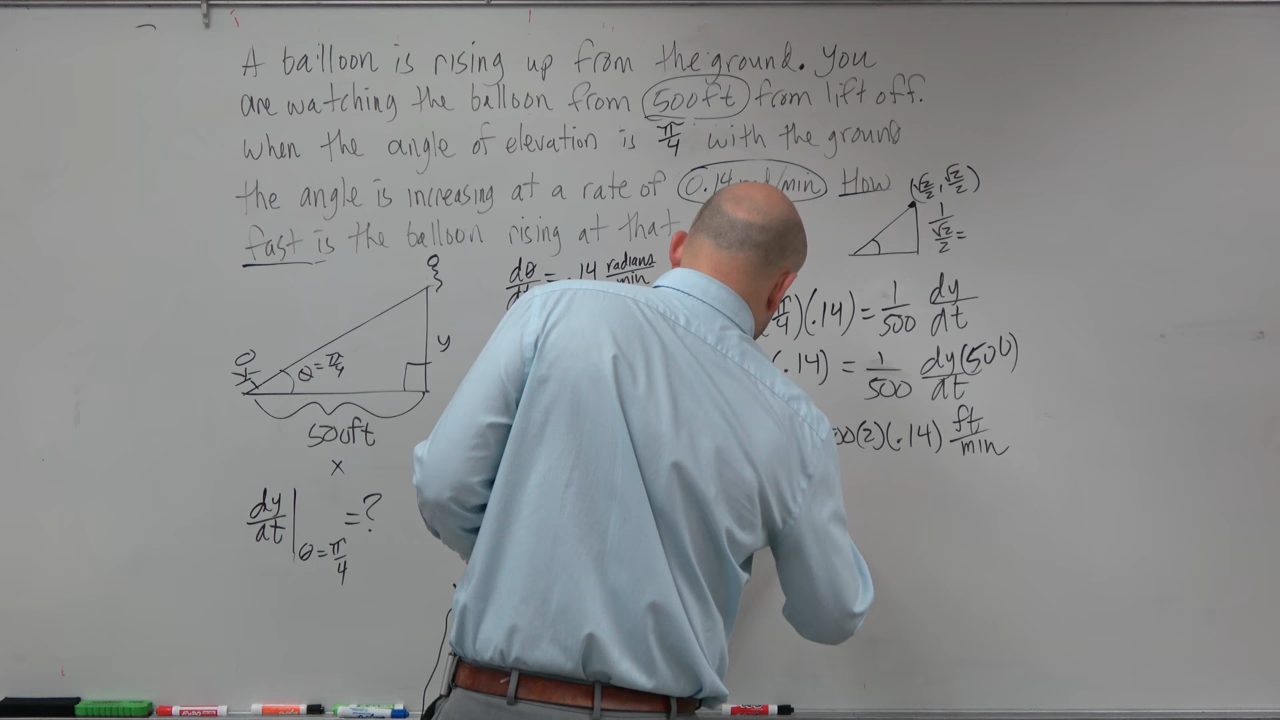 A balloon is rising up from the ground. You
are watching the balloon from 500ft from lift off.
when the angle of elevation is π/4 with the ground
the angle is increasing at a rate of 0.14 rad/min How
fast is the balloon rising at that
(√2/2, √2/2)
1
√2/2 =
dθ/dt = .14 radians/min
θ = π/4
y
500ft
x
dy/dt | θ = π/4 = ?
π/4)(.14) = 1/500 dy/dt
(.14) = 1/500 dy/dt (500)
00(2)(.14) ft/min